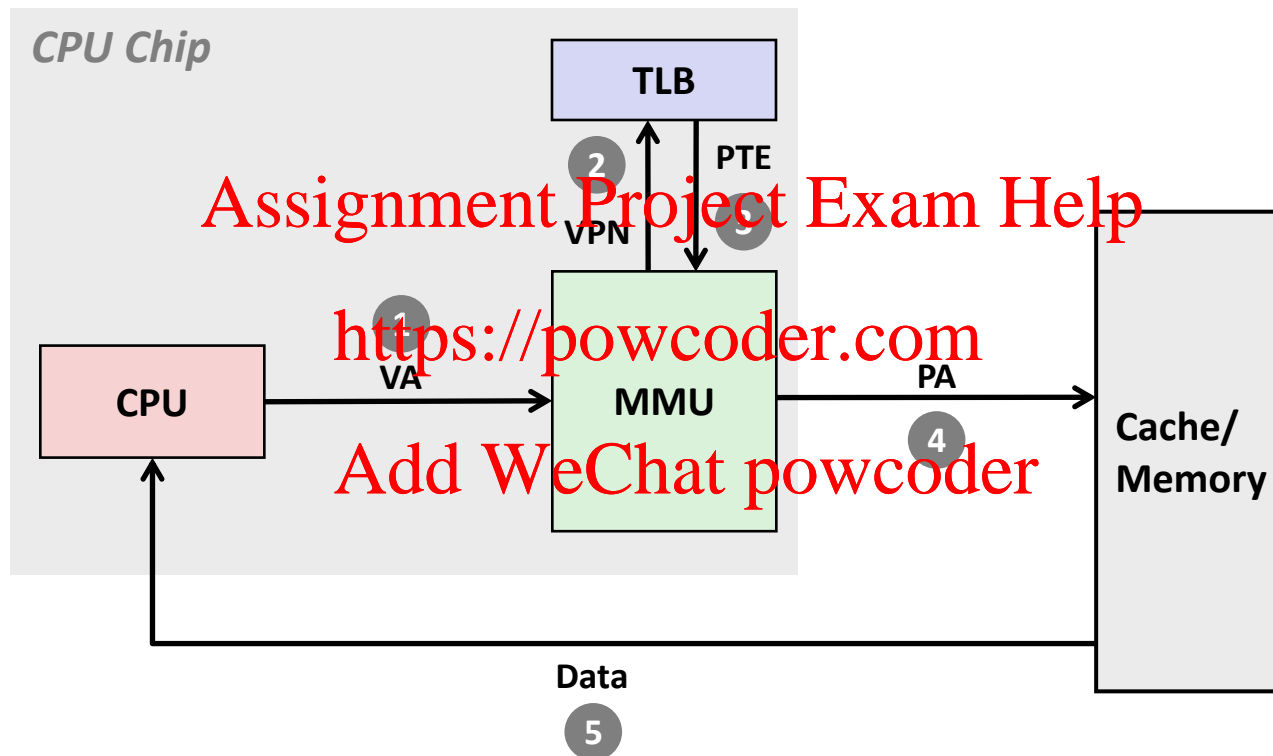 CPU Chip
TLB
2
PTE
Assignment Project Exam Help
VPN
3
1
https://powcoder.com
VA
PA
CPU
MMU
4
Cache/
Memory
Add WeChat powcoder
Data
5